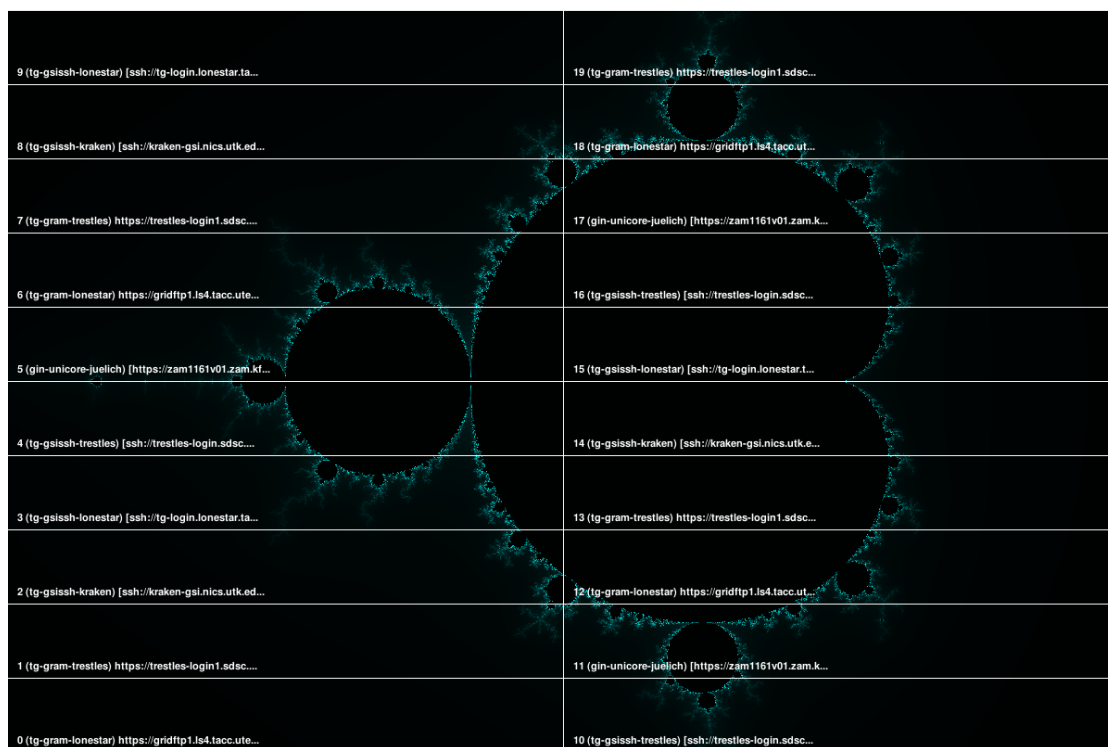 9 (tg-gsissh-lonestar) [ssh://tg-login.lonestar.ta...
19 (tg-gram-trestles) https://trestles-login1.sdsc...
8 (tg-gsissh-kraken) [ssh://kraken-gsi.nics.utk.ed...
18 (tg-gram-lonestar) https://gridftp1.ls4.tacc.ut...
7 (tg-gram-trestles) https://trestles-login1.sdsc....
17 (gin-unicore-juelich) [https://zam1161v01.zam.k...
6 (tg-gram-lonestar) https://gridftp1.ls4.tacc.ute...
16 (tg-gsissh-trestles) [ssh://trestles-login.sdsc...
5 (gin-unicore-juelich) [https://zam1161v01.zam.kf...
15 (tg-gsissh-lonestar) [ssh://tg-login.lonestar.t...
4 (tg-gsissh-trestles) [ssh://trestles-login.sdsc....
14 (tg-gsissh-kraken) [ssh://kraken-gsi.nics.utk.e...
3 (tg-gsissh-lonestar) [ssh://tg-login.lonestar.ta...
13 (tg-gram-trestles) https://trestles-login1.sdsc...
2 (tg-gsissh-kraken) [ssh://kraken-gsi.nics.utk.ed...
12 (tg-gram-lonestar) https://gridftp1.ls4.tacc.ut...
1 (tg-gram-trestles) https://trestles-login1.sdsc....
11 (gin-unicore-juelich) [https://zam1161v01.zam.k...
0 (tg-gram-lonestar) https://gridftp1.ls4.tacc.ute...
10 (tg-gsissh-trestles) [ssh://trestles-login.sdsc...